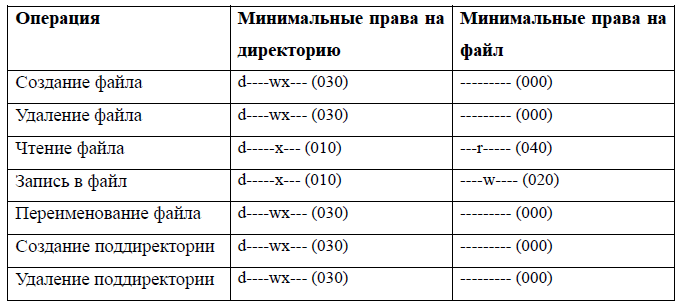 Операция Минимальные права на Минимальные права на
директорию файл
Создание файла d----wx--- (030) --------- (000)
Удаление файла d----wx--- (030) --------- (000)
Чтение файла d-----x--- (010) ---r----- (040)
Запись в файл d-----x--- (010) ----w---- (020)
Переименование файла d----wx--- (030) --------- (000)
Создание поддиректории d----wx--- (030) --------- (000)
Удаление поддиректории d----wx--- (030) --------- (000)